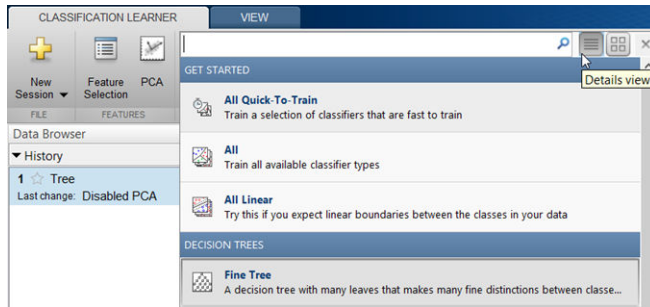 CLASSIFICATION LEARNER
VIEW
New
Session
Feature
Selection
PCA
FILE
FEATURES
Details view
GET STARTED
All Quick-To-Train
Train a selection of classifiers that are fast to train
All
Train all available classifier types
All Linear
Try this if you expect linear boundaries between the classes in your data
DECISION TREES
Fine Tree
A decision tree with many leaves that makes many fine distinctions between classe...
Data Browser
History
1 Tree
Last change: Disabled PCA